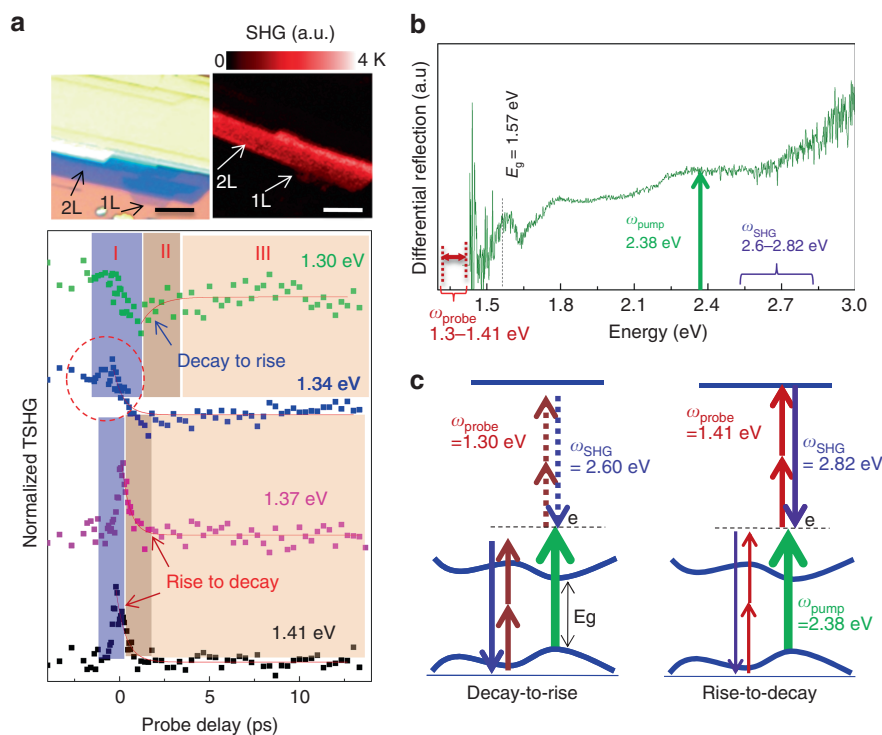 a
SHG (a.u.)
0
4 K
2L
1L
2L
1L
I
II
III
1.30 eV
Decay to rise
1.34 eV
1.37 eV
Rise to decay
1.41 eV
Normalized TSHG
0
5
10
Probe delay (ps)
b
Differential reflection (a.u)
Eg = 1.57 eV
ωpump
2.38 eV
ωSHG
2.6–2.82 eV
1.5
1.8
2.1
2.4
2.7
3.0
Energy (eV)
ωprobe
1.3–1.41 eV
c
ωprobe
=1.30 eV
ωSHG
= 2.60 eV
e
Eg
Decay-to-rise
ωprobe
=1.41 eV
ωSHG
= 2.82 eV
e
ωpump
=2.38 eV
Rise-to-decay